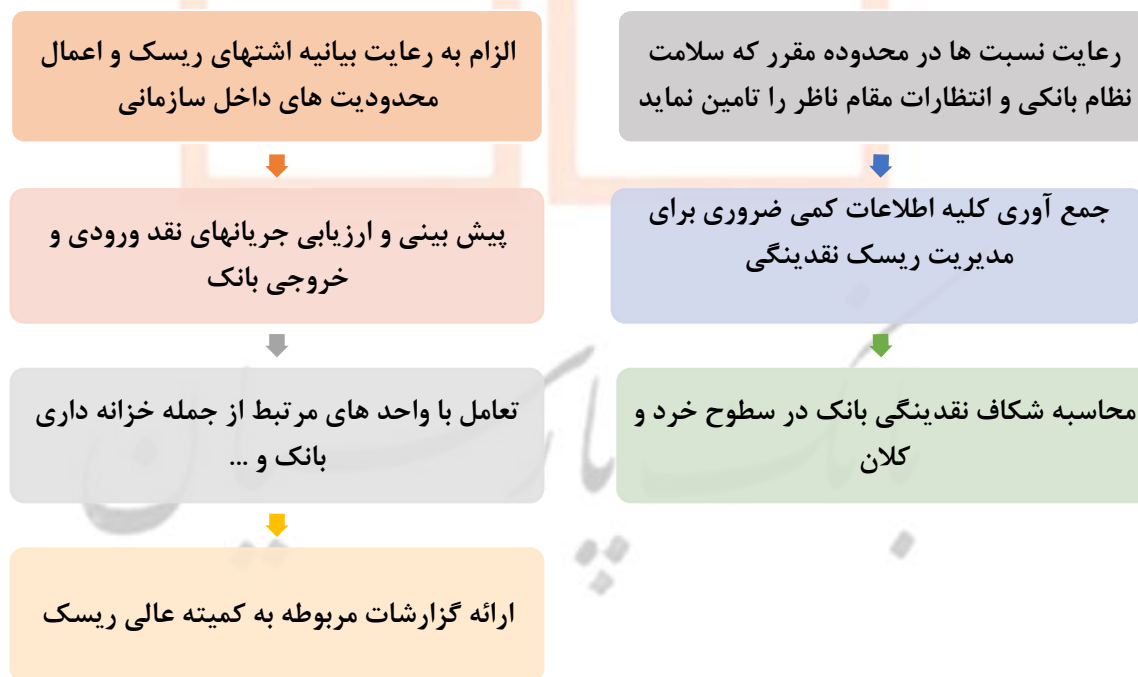 رعایت نسبت ها در محدوده مقرر که سلامت
نظام بانکی و انتظارات مقام ناظر را تامین نماید
جمع آوری کلیه اطلاعات کمی ضروری برای
مدیریت ریسک نقدینگی
محاسبه شکاف نقدینگی بانک در سطوح خرد و
کلان
الزام به رعایت بیانیه اشتهای ریسک و اعمال
محدودیت های داخل سازمانی
پیش بینی و ارزیابی جریانهای نقد ورودی و
خروجی بانک
تعامل با واحد های مرتبط از جمله خزانه داری
بانک و ...
ارائه گزارشات مربوطه به کمیته عالی ریسک
بانک پارسیان